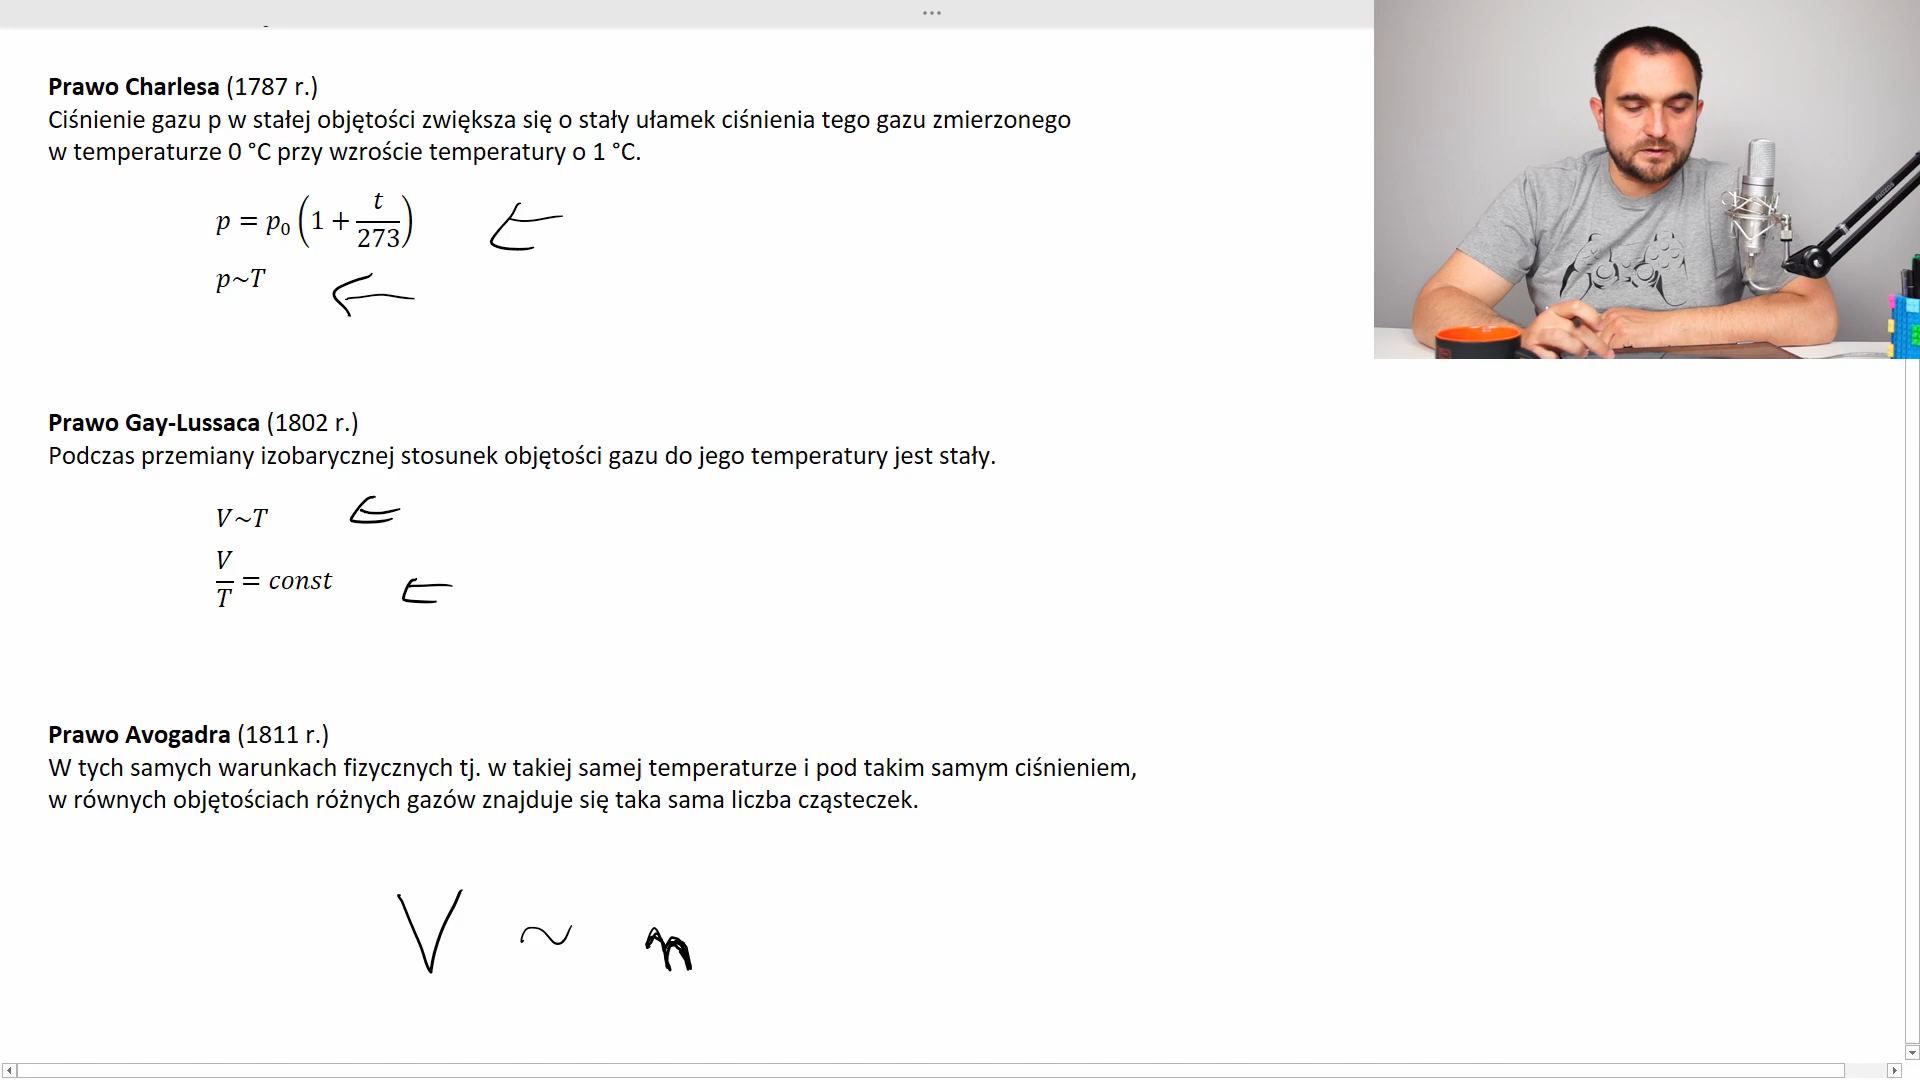 Prawo Charlesa (1787 r.)
Ciśnienie gazu p w stałej objętości zwiększa się o stały ułamek ciśnienia tego gazu zmierzonego
w temperaturze 0 °C przy wzroście temperatury o 1 °C.
p = p₀ (1 + t/273)
p~T
Prawo Gay-Lussaca (1802 r.)
Podczas przemiany izobarycznej stosunek objętości gazu do jego temperatury jest stały.
V~T
V/T = const
Prawo Avogadra (1811 r.)
W tych samych warunkach fizycznych tj. w takiej samej temperaturze i pod takim samym ciśnieniem,
w równych objętościach różnych gazów znajduje się taka sama liczba cząsteczek.
V ~ n